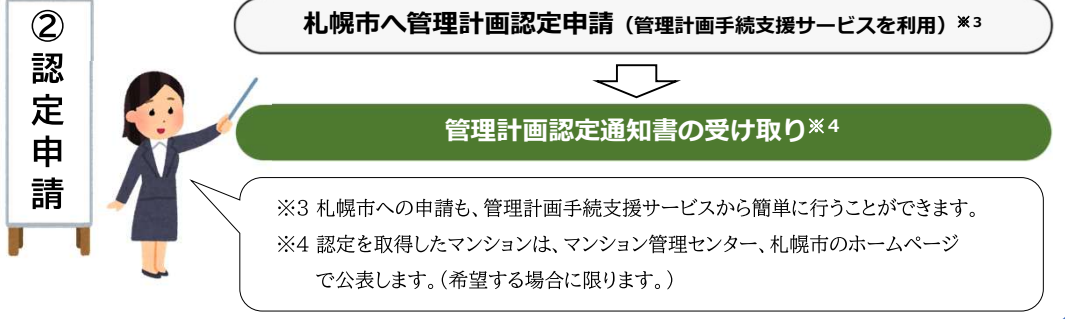 ②認定申請
札幌市へ管理計画認定申請（管理計画手続支援サービスを利用）※3
管理計画認定通知書の受け取り※4
※3 札幌市への申請も、管理計画手続支援サービスから簡単に行うことができます。
※4 認定を取得したマンションは、マンション管理センター、札幌市のホームページ
で公表します。（希望する場合に限ります。）